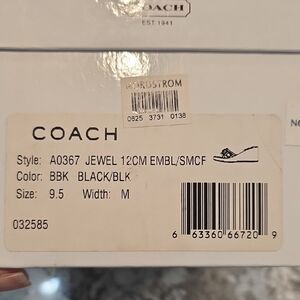 COACH
EST. 1941
NORDSTROM
0825 3731 0138
COACH
Style: A0367 JEWEL 12CM EMBL/SMCF
Color: BBK BLACK/BLK
Size: 9.5 Width: M
032585
6 63360 66720 9